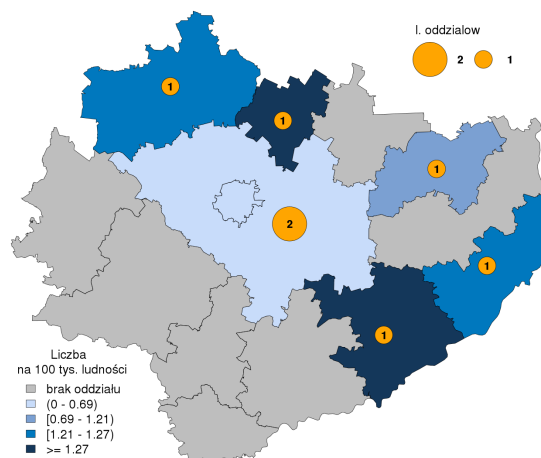 l. oddzialow
2 1
1
1
1
2
1
1
Liczba
na 100 tys. ludności
brak oddziału
(0 - 0.69)
[0.69 - 1.21)
[1.21 - 1.27)
>= 1.27